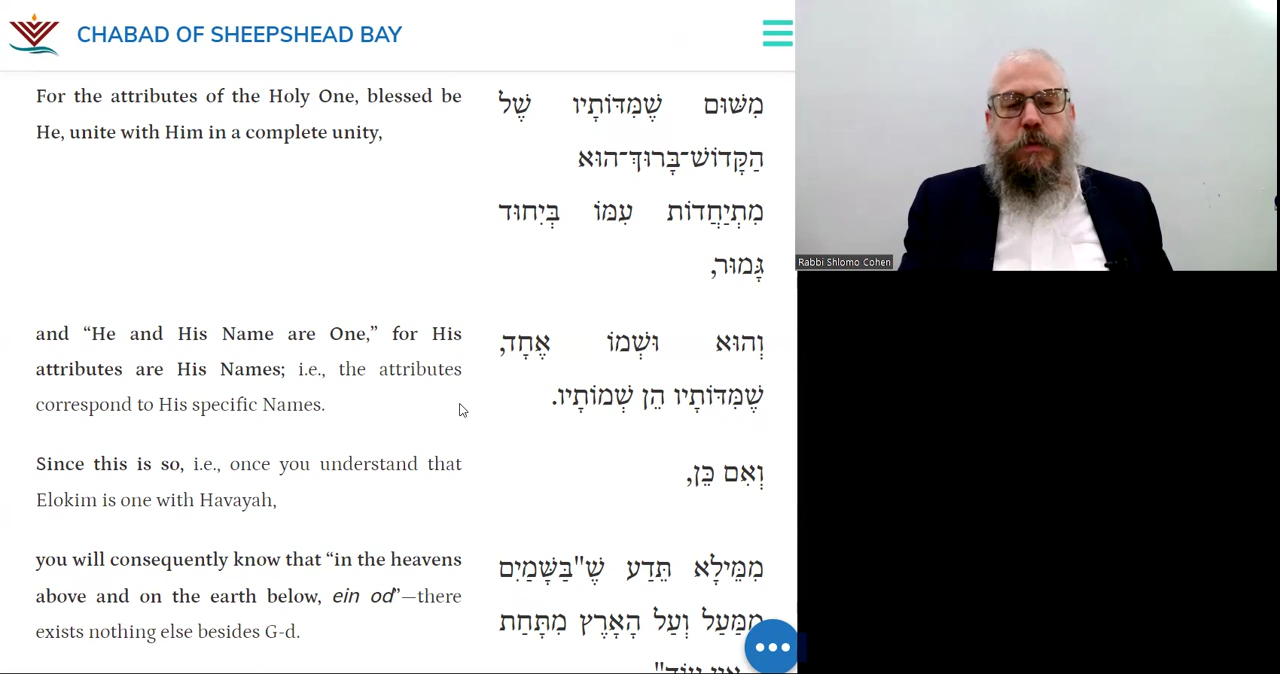 CHABAD OF SHEEPSHEAD BAY
For the attributes of the Holy One, blessed be
He, unite with Him in a complete unity,
מִשּׁוּם שֶׁמִּדּוֹתָיו שֶׁל
הַקָּדוֹשׁ־בָּרוּךְ־הוּא
מִתְיַחֲדוֹת עִמּוֹ בְּיִחוּד
גָּמוּר,
and “He and His Name are One,” for His
attributes are His Names; i.e., the attributes
correspond to His specific Names.
וְהוּא וּשְׁמוֹ אֶחָד,
שֶׁמִּדּוֹתָיו הֵן שְׁמוֹתָיו.
Since this is so, i.e., once you understand that
Elokim is one with Havayah,
וְאִם כֵּן,
you will consequently know that “in the heavens
above and on the earth below, ein od”—there
exists nothing else besides G-d.
מִמֵּילָא תֵּדַע שֶׁ"בַּשָּׁמַיִם
מִמַּעַל וְעַל הָאָרֶץ מִתָּחַת
Rabbi Shlomo Cohen